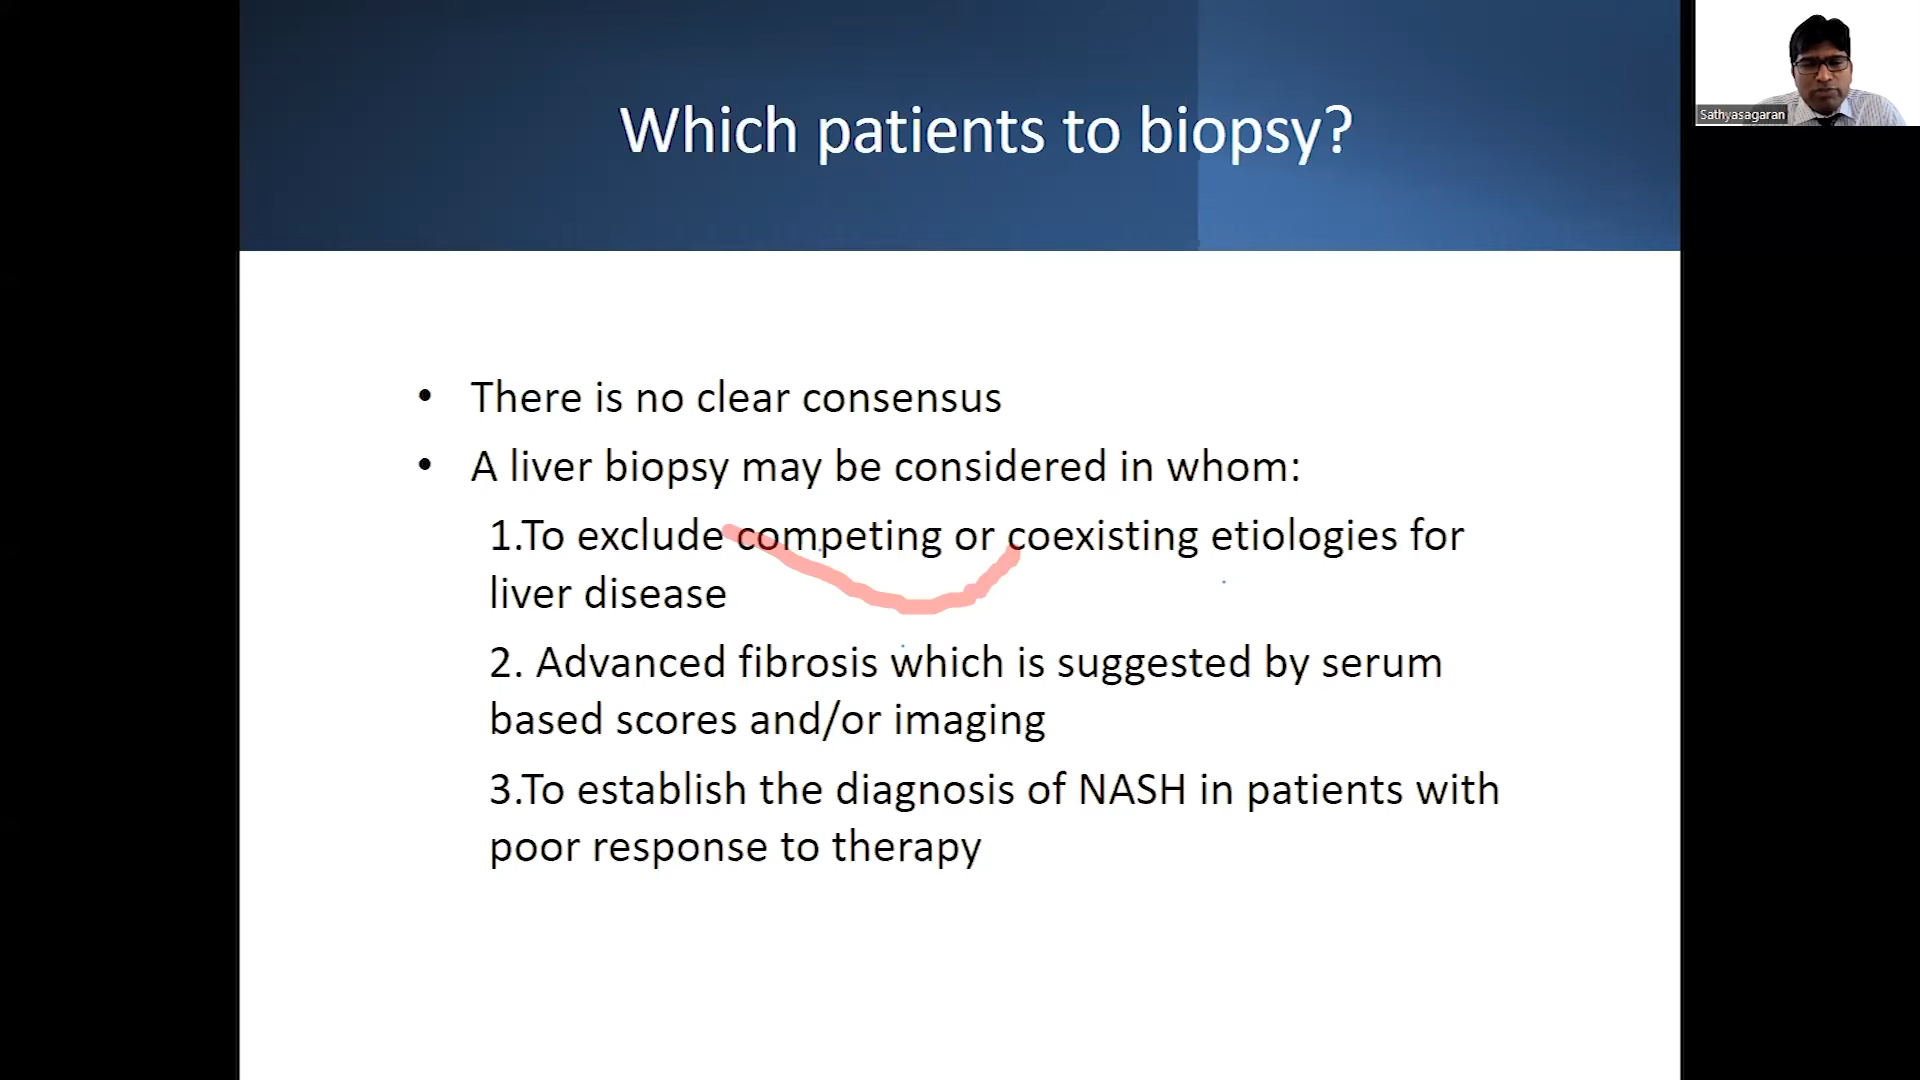 Which patients to biopsy?
Sathyasagaran
• There is no clear consensus
• A liver biopsy may be considered in whom:
1.To exclude competing or coexisting etiologies for
liver disease
2. Advanced fibrosis which is suggested by serum
based scores and/or imaging
3.To establish the diagnosis of NASH in patients with
poor response to therapy